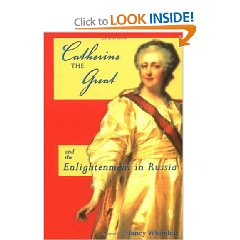 Click to LOOK INSIDE!
Catherine
THE
Great
and the
Enlightenment in Russia
Nancy Whitelaw